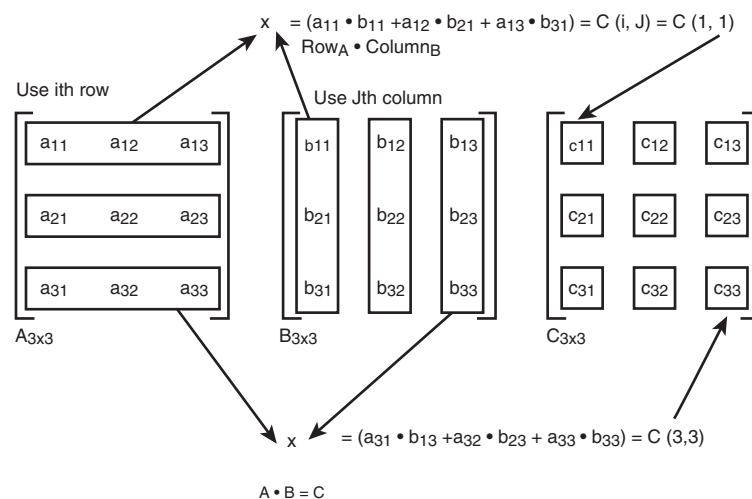 x = (a11 • b11 +a12 • b21 + a13 • b31) = C (i, J) = C (1, 1)
RowA • ColumnB
Use ith row
Use Jth column
a11 a12 a13 b11 b12 b13 c11 c12 c13
a21 a22 a23 b21 b22 b23 c21 c22 c23
a31 a32 a33 b31 b32 b33 c31 c32 c33
A3x3 B3x3 C3x3
x = (a31 • b13 +a32 • b23 + a33 • b33) = C (3,3)
A • B = C